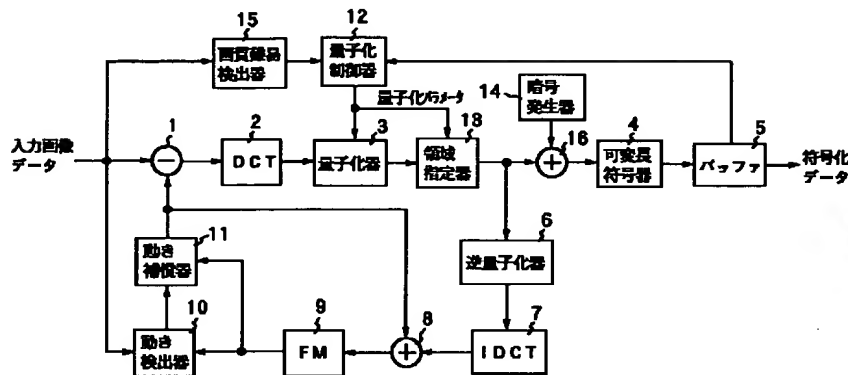 15
画質難易
検出器
12
量子化
制御器
量子化パラメータ
14
暗号
発生器
入力画像
データ
1
2
DCT
3
量子化器
13
領域
指定器
16
4
可変長
符号器
5
バッファ
符号化
データ
11
動き
補償器
6
逆量子化器
10
動き
検出器
9
FM
8
7
IDCT